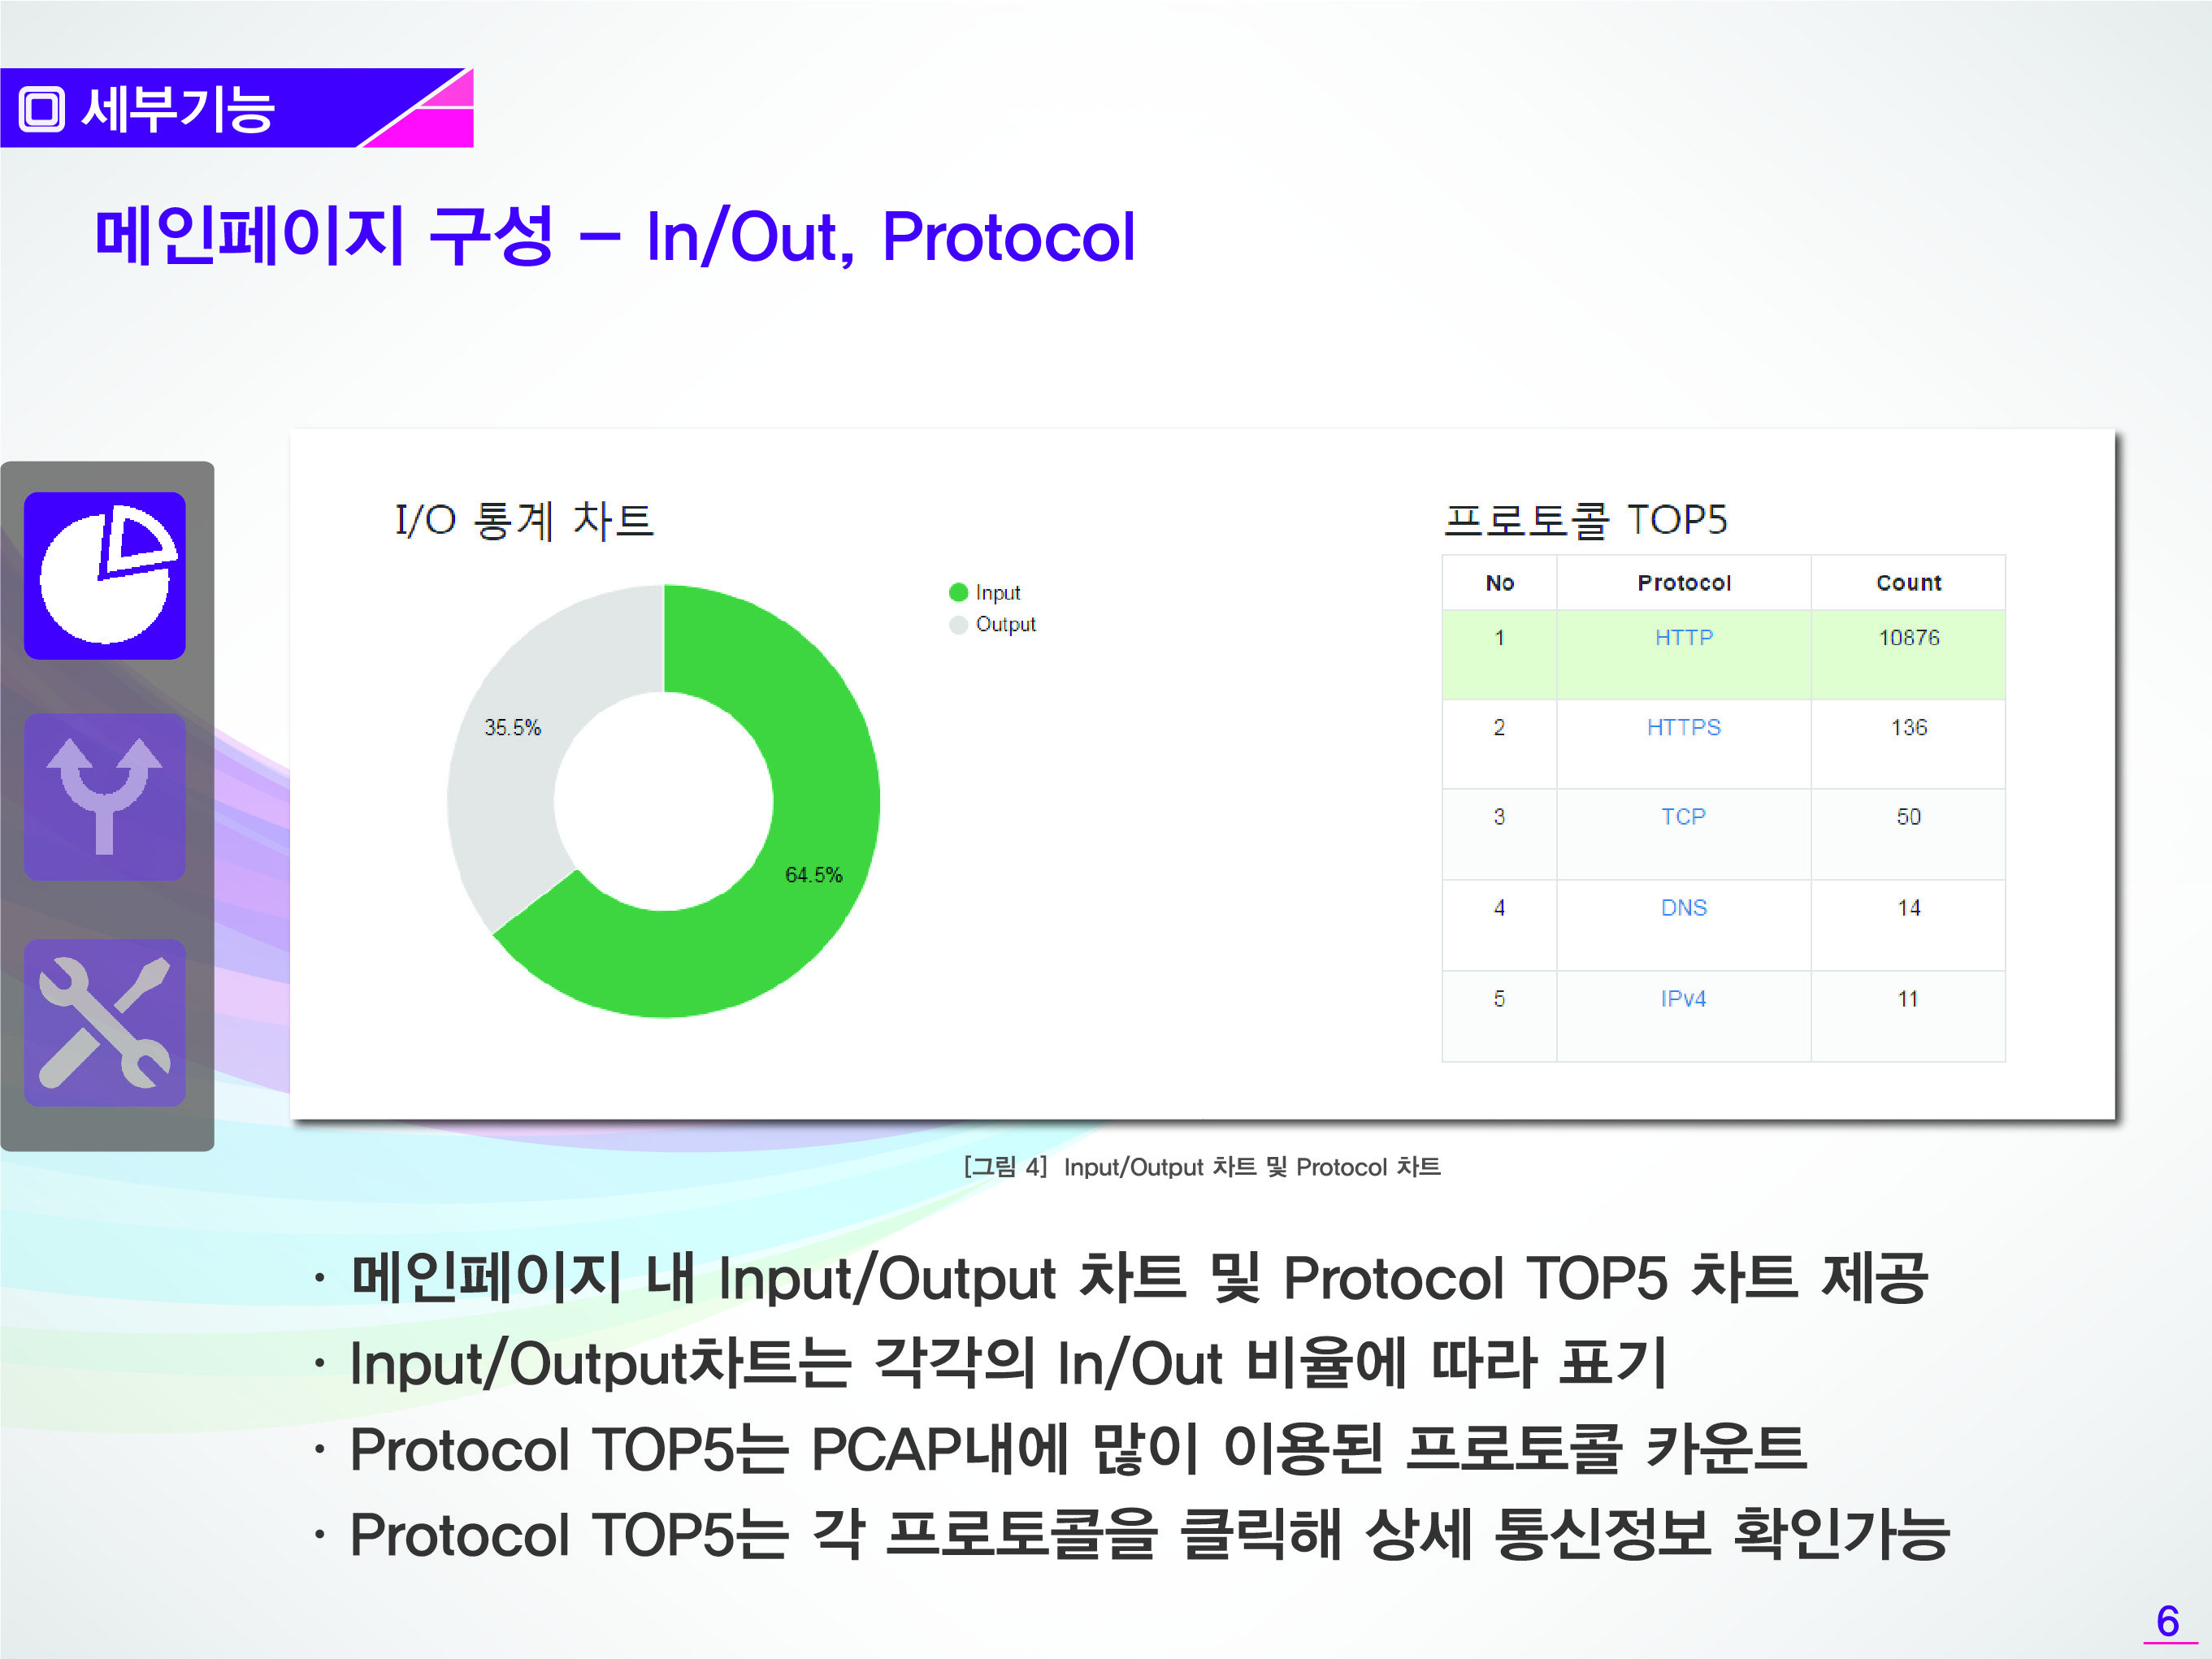 세부기능
메인페이지 구성 – In/Out, Protocol
I/O 통계 차트
Input
Output
35.5%
64.5%
프로토콜 TOP5
No Protocol Count
1 HTTP 10876
2 HTTPS 136
3 TCP 50
4 DNS 14
5 IPv4 11
[그림 4] Input/Output 차트 및 Protocol 차트
· 메인페이지 내 Input/Output 차트 및 Protocol TOP5 차트 제공
· Input/Output차트는 각각의 In/Out 비율에 따라 표기
· Protocol TOP5는 PCAP내에 많이 이용된 프로토콜 카운트
· Protocol TOP5는 각 프로토콜을 클릭해 상세 통신정보 확인가능
6